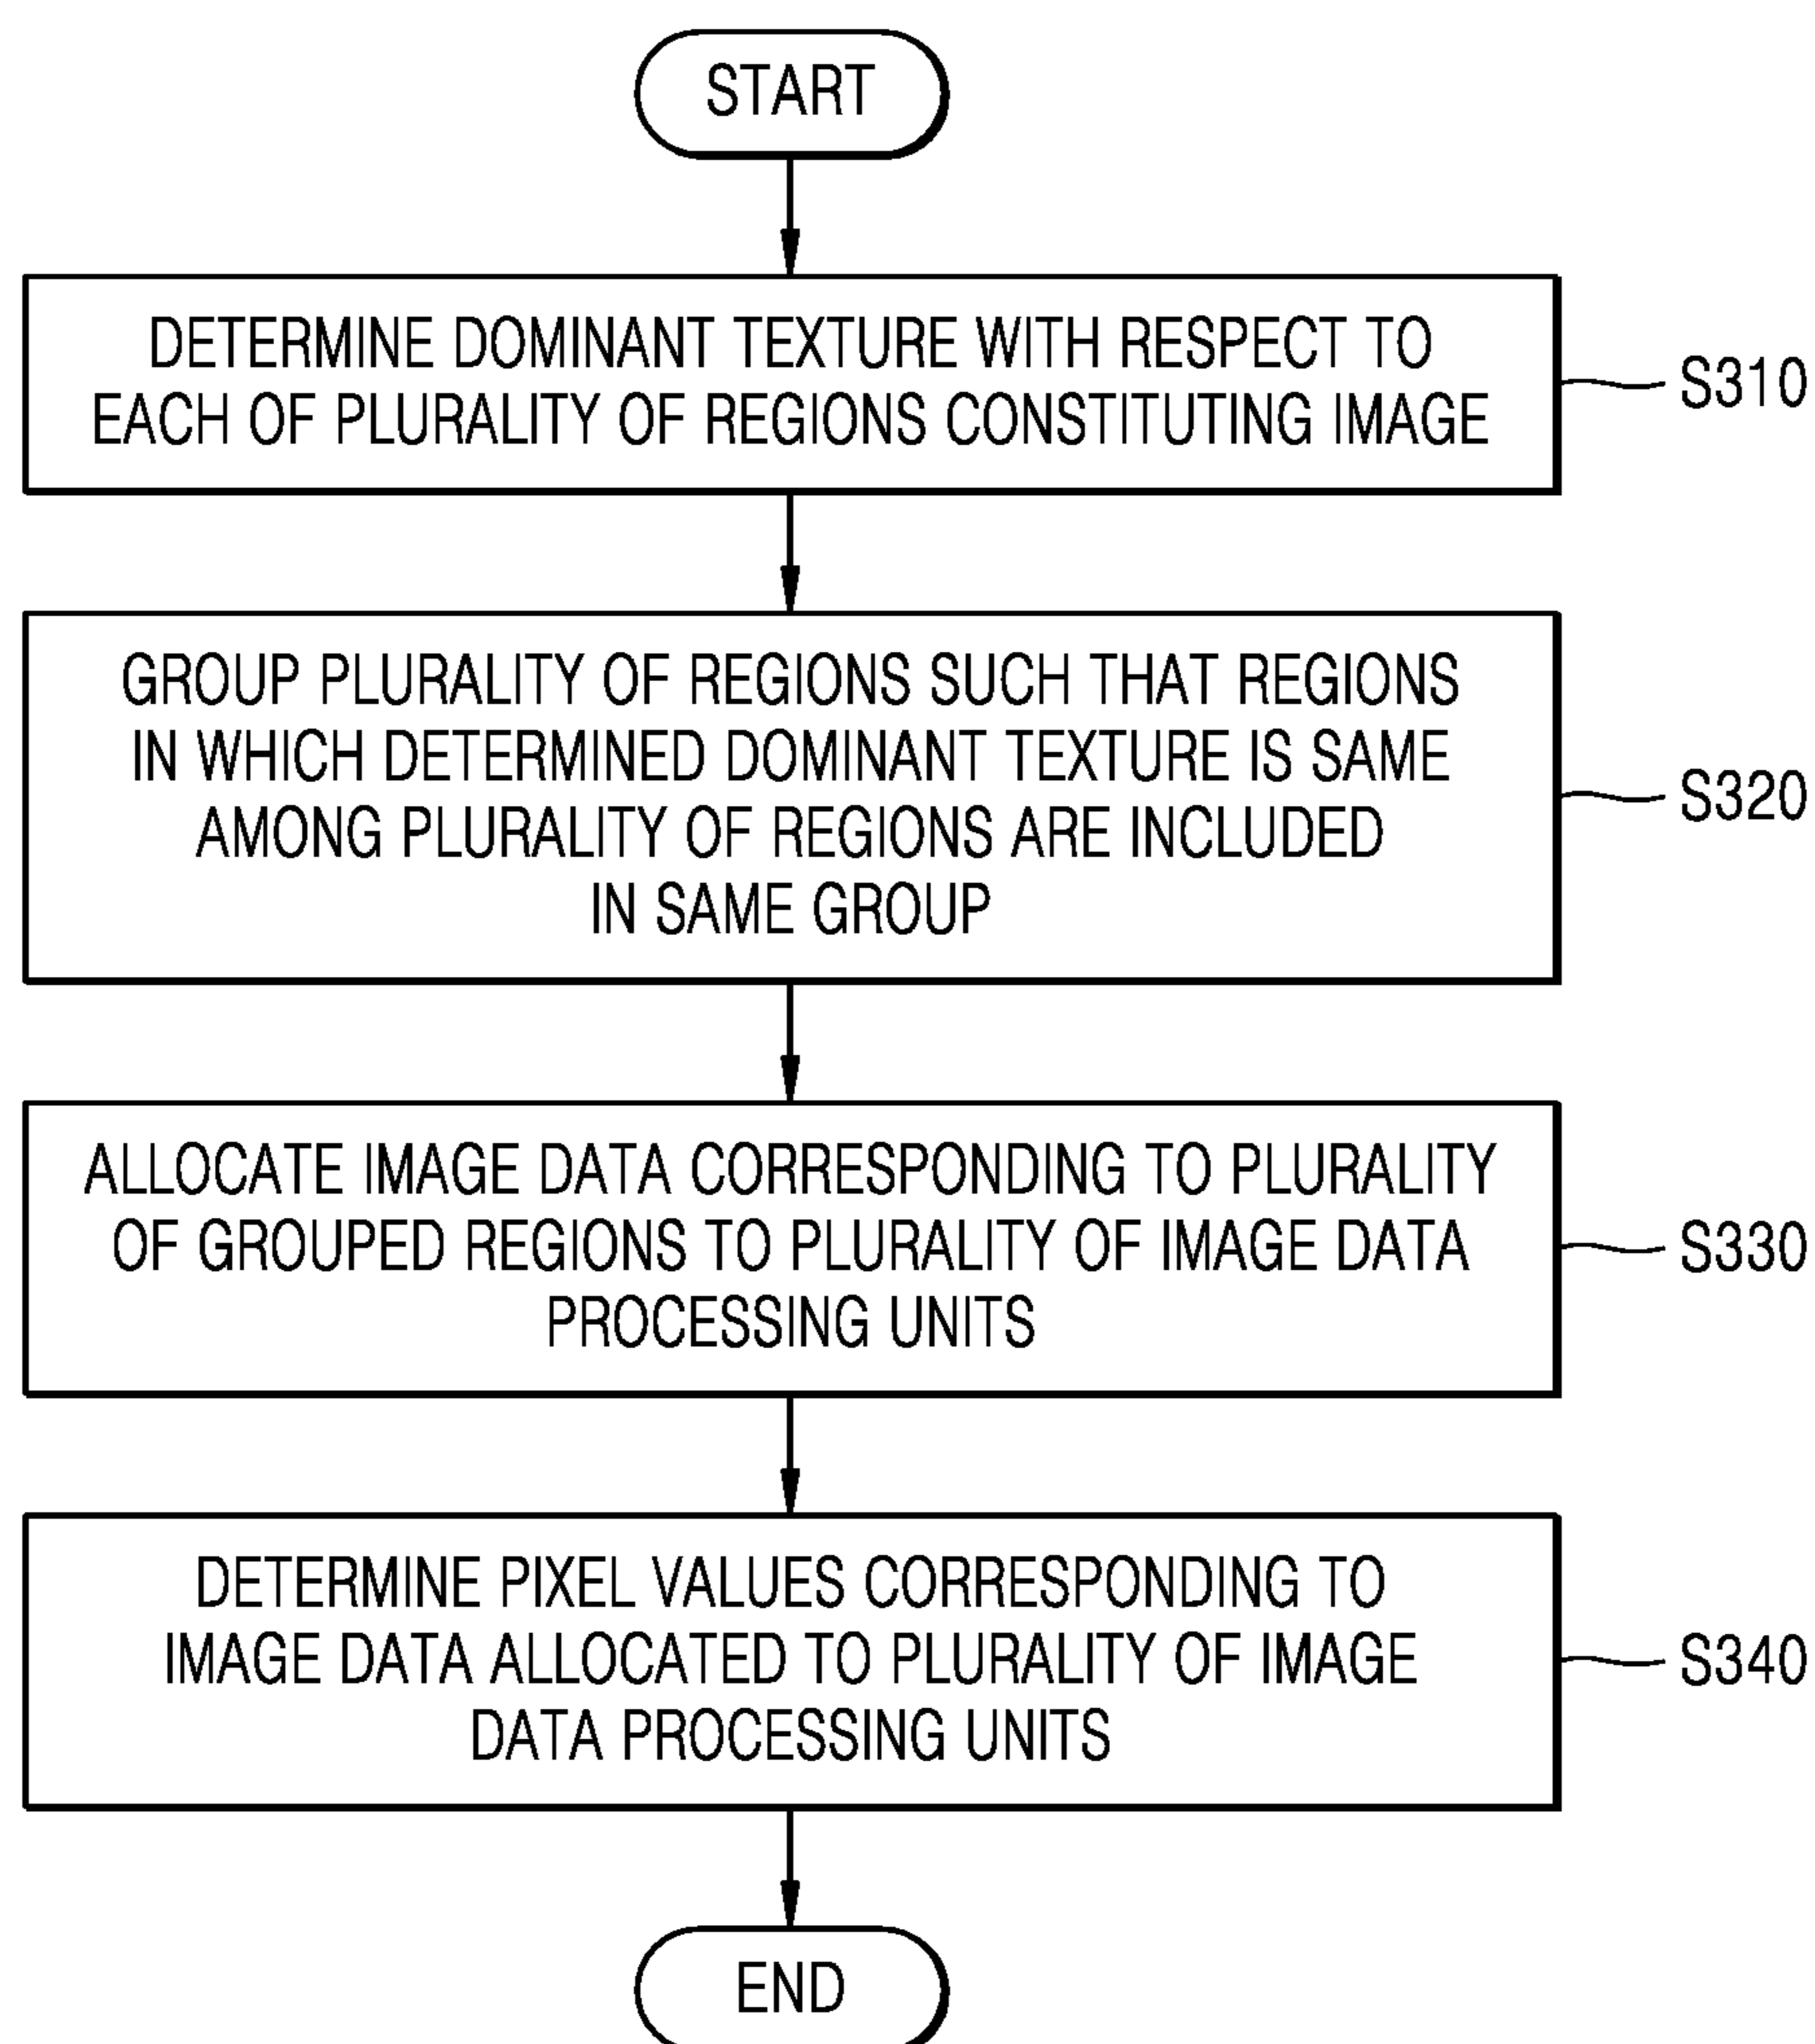 START
DETERMINE DOMINANT TEXTURE WITH RESPECT TO
EACH OF PLURALITY OF REGIONS CONSTITUTING IMAGE
S310
GROUP PLURALITY OF REGIONS SUCH THAT REGIONS
IN WHICH DETERMINED DOMINANT TEXTURE IS SAME
AMONG PLURALITY OF REGIONS ARE INCLUDED
IN SAME GROUP
S320
ALLOCATE IMAGE DATA CORRESPONDING TO PLURALITY
OF GROUPED REGIONS TO PLURALITY OF IMAGE DATA
PROCESSING UNITS
S330
DETERMINE PIXEL VALUES CORRESPONDING TO
IMAGE DATA ALLOCATED TO PLURALITY OF IMAGE
DATA PROCESSING UNITS
S340
END